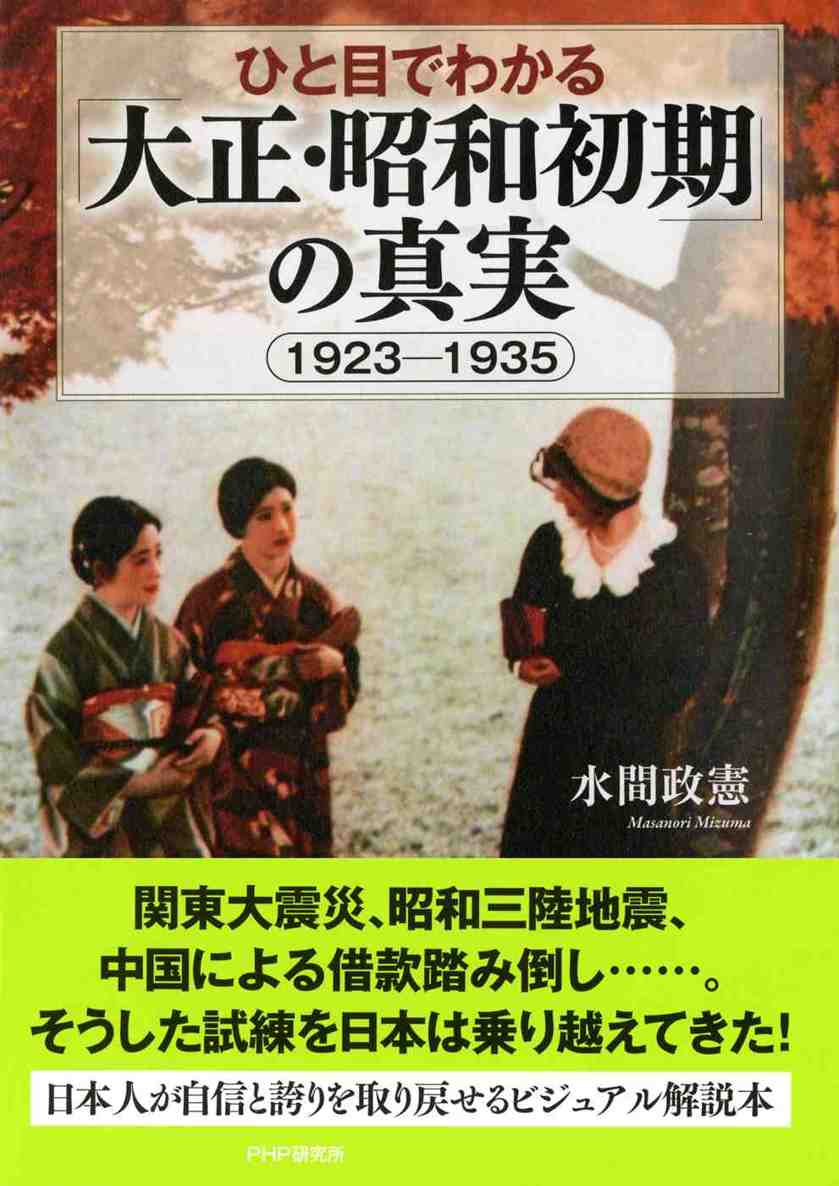 ひと目でわかる
「大正・昭和初期」
の真実
1923—1935
水間政憲
Masanori Mizuma
関東大震災、昭和三陸地震、
中国による借款踏み倒し……。
そうした試練を日本は乗り越えてきた!
日本人が自信と誇りを取り戻せるビジュアル解説本
PHP研究所